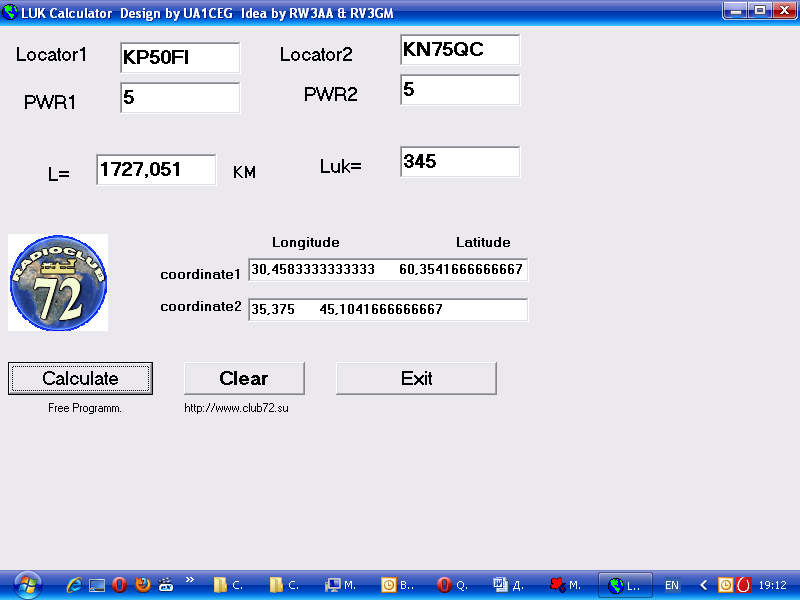 LUK Calculator Design by UA1CEG Idea by RW3AA & RV3GM
Locator1 KP50FI Locator2 KN75QC
PWR1 5 PWR2 5
L= 1727,051 KM Luk= 345
Longitude Latitude
RADIOCLUB
72
coordinate1 30,4583333333333 60,3541666666667
coordinate2 35,375 45,1041666666667
Calculate Clear Exit
Free Programm. http://www.club72.su
» С. С. М. В.. Q. Д. М. L.. EN 19:12